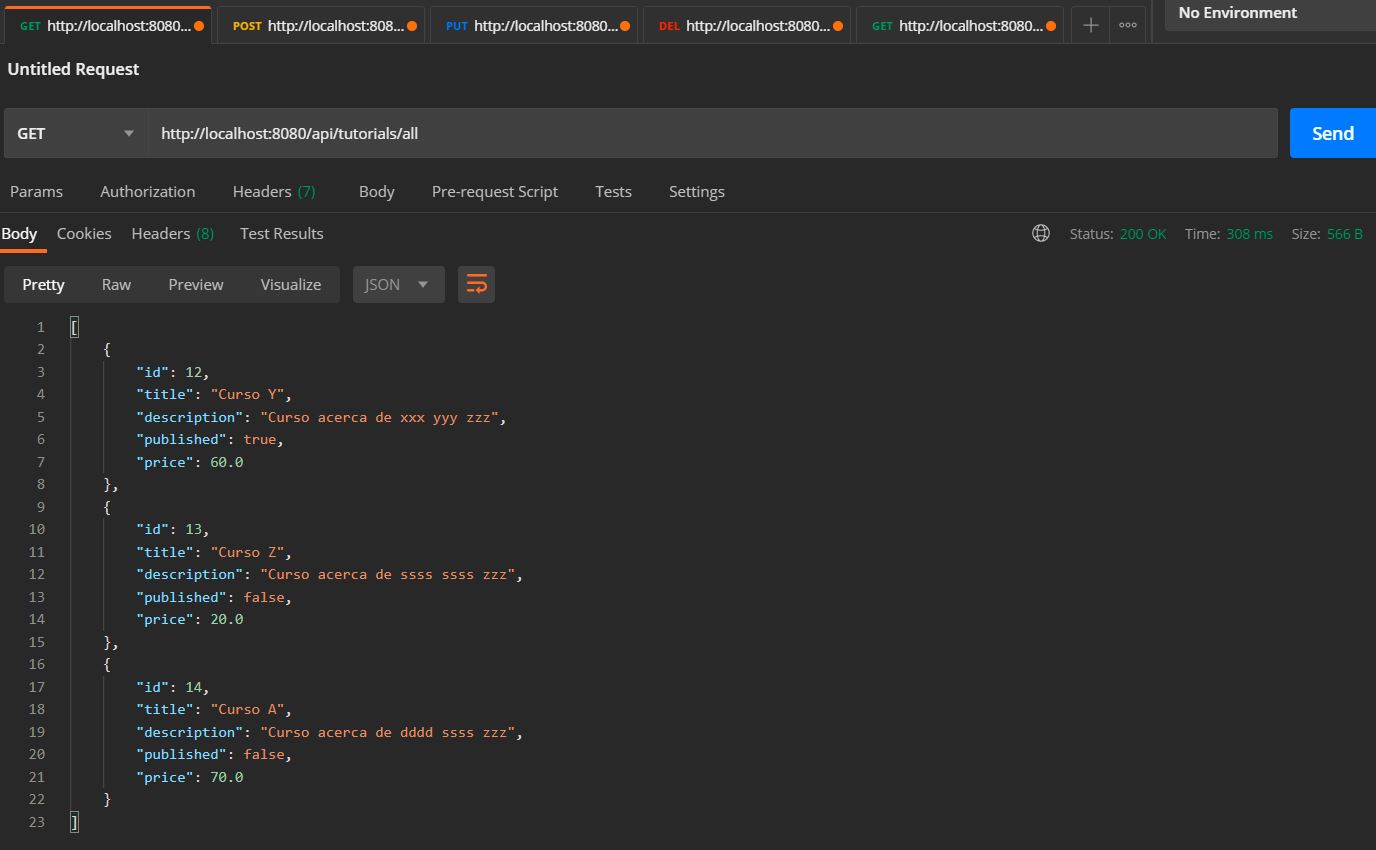 GET http://localhost:8080... POST http://localhost:808... PUT http://localhost:8080... DEL http://localhost:8080... GET http://localhost:8080... No Environment
Untitled Request
GET http://localhost:8080/api/tutorials/all Send
Params Authorization Headers (7) Body Pre-request Script Tests Settings
Body Cookies Headers (8) Test Results Status: 200 OK Time: 308 ms Size: 566 B
Pretty Raw Preview Visualize JSON
1 [
2 {
3 "id": 12,
4 "title": "Curso Y",
5 "description": "Curso acerca de xxx yyy zzz",
6 "published": true,
7 "price": 60.0
8 },
9 {
10 "id": 13,
11 "title": "Curso Z",
12 "description": "Curso acerca de ssss ssss zzz",
13 "published": false,
14 "price": 20.0
15 },
16 {
17 "id": 14,
18 "title": "Curso A",
19 "description": "Curso acerca de dddd ssss zzz",
20 "published": false,
21 "price": 70.0
22 }
23 ]